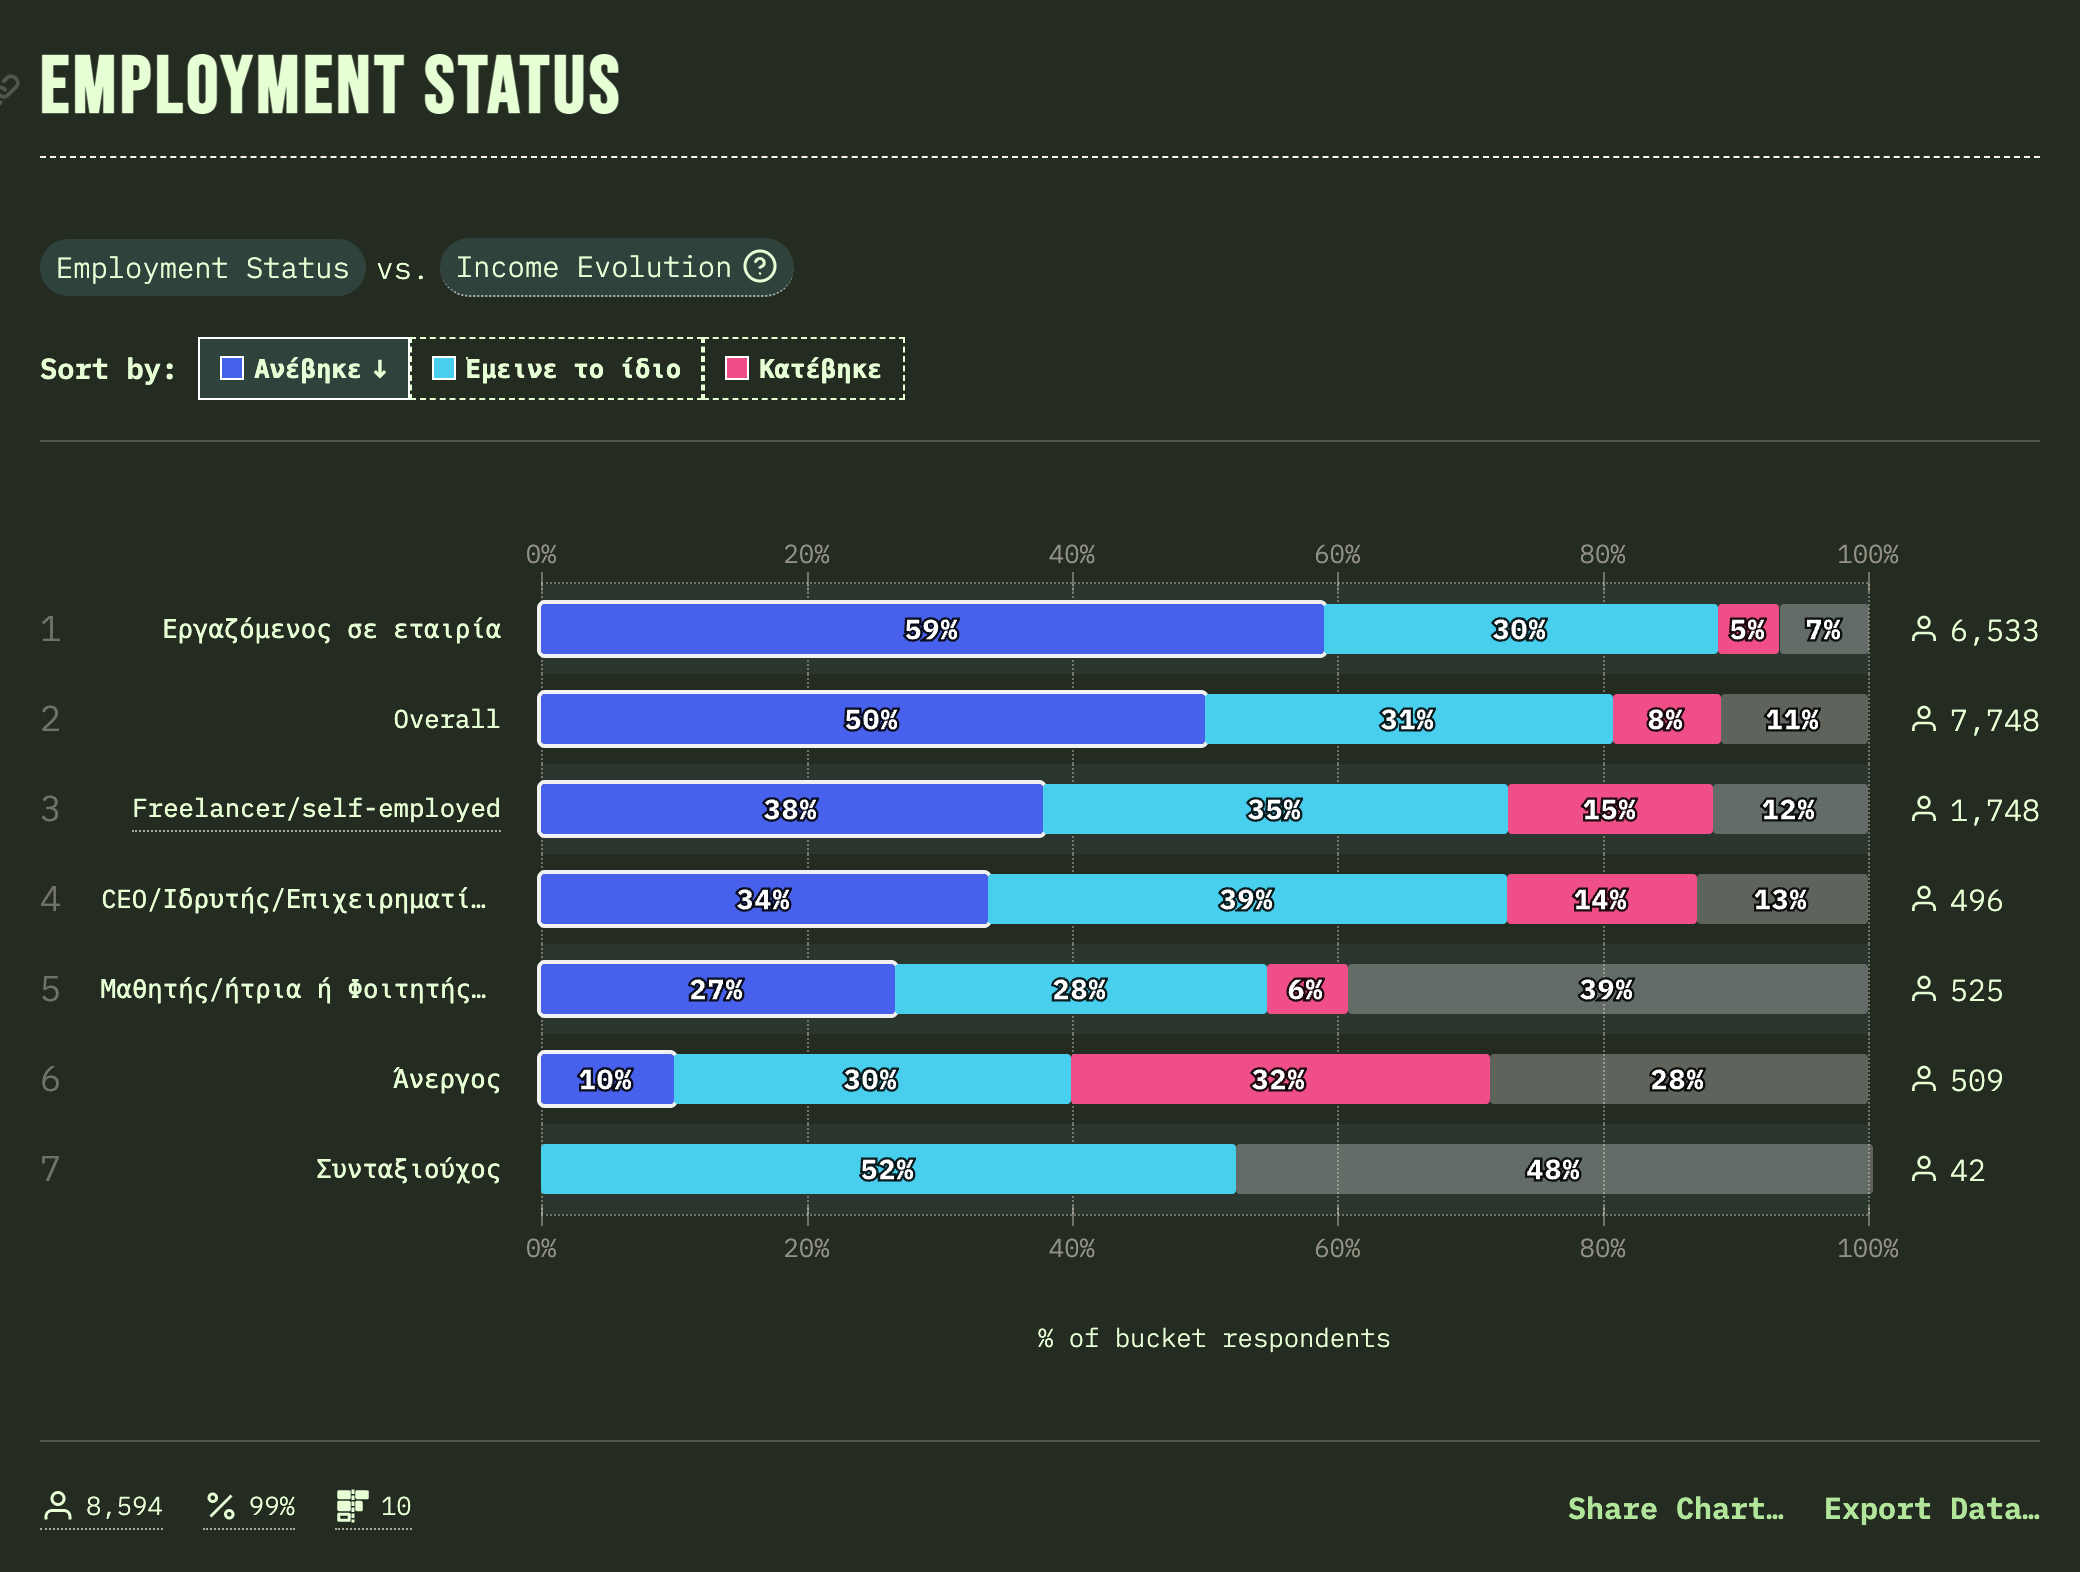 EMPLOYMENT STATUS
Employment Status vs. Income Evolution ?
Sort by: Ανέβηκε ↓ Έμεινε το ίδιο Κατέβηκε
0% 20% 40% 60% 80% 100%
1 Εργαζόμενος σε εταιρία 59% 30% 5% 7% 6,533
2 Overall 50% 31% 8% 11% 7,748
3 Freelancer/self-employed 38% 35% 15% 12% 1,748
4 CEO/Ιδρυτής/Επιχειρηματί… 34% 39% 14% 13% 496
5 Μαθητής/ήτρια ή Φοιτητής… 27% 28% 6% 39% 525
6 Άνεργος 10% 30% 32% 28% 509
7 Συνταξιούχος 52% 48% 42
0% 20% 40% 60% 80% 100%
% of bucket respondents
8,594 99% 10 Share Chart… Export Data…